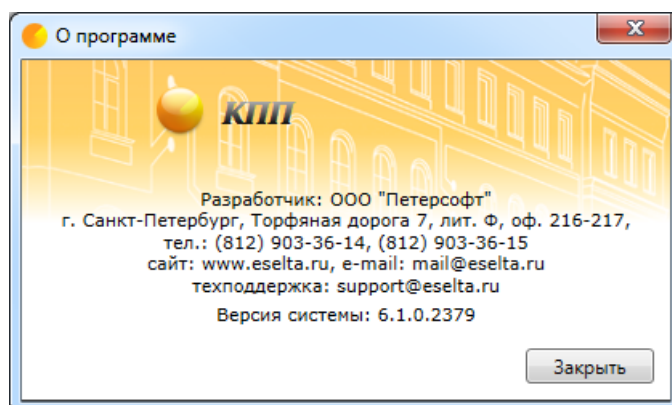 О программе
КПП
Разработчик: ООО "Петерсофт"
г. Санкт-Петербург, Торфяная дорога 7, лит. Ф, оф. 216-217,
тел.: (812) 903-36-14, (812) 903-36-15
сайт: www.eselta.ru, e-mail: mail@eselta.ru
техподдержка: support@eselta.ru
Версия системы: 6.1.0.2379
Закрыть